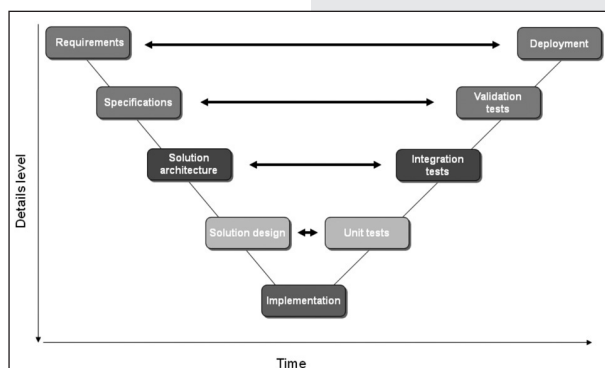 Requirements
Deployment
Specifications
Validation
tests
Solution
architecture
Integration
tests
Solution design
Unit tests
Implementation
Details level
Time